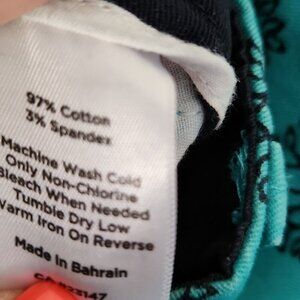 97% Cotton
3% Spandex
Machine Wash Cold
Only Non-Chlorine
Bleach When Needed
Tumble Dry Low
Warm Iron On Reverse
Made In Bahrain